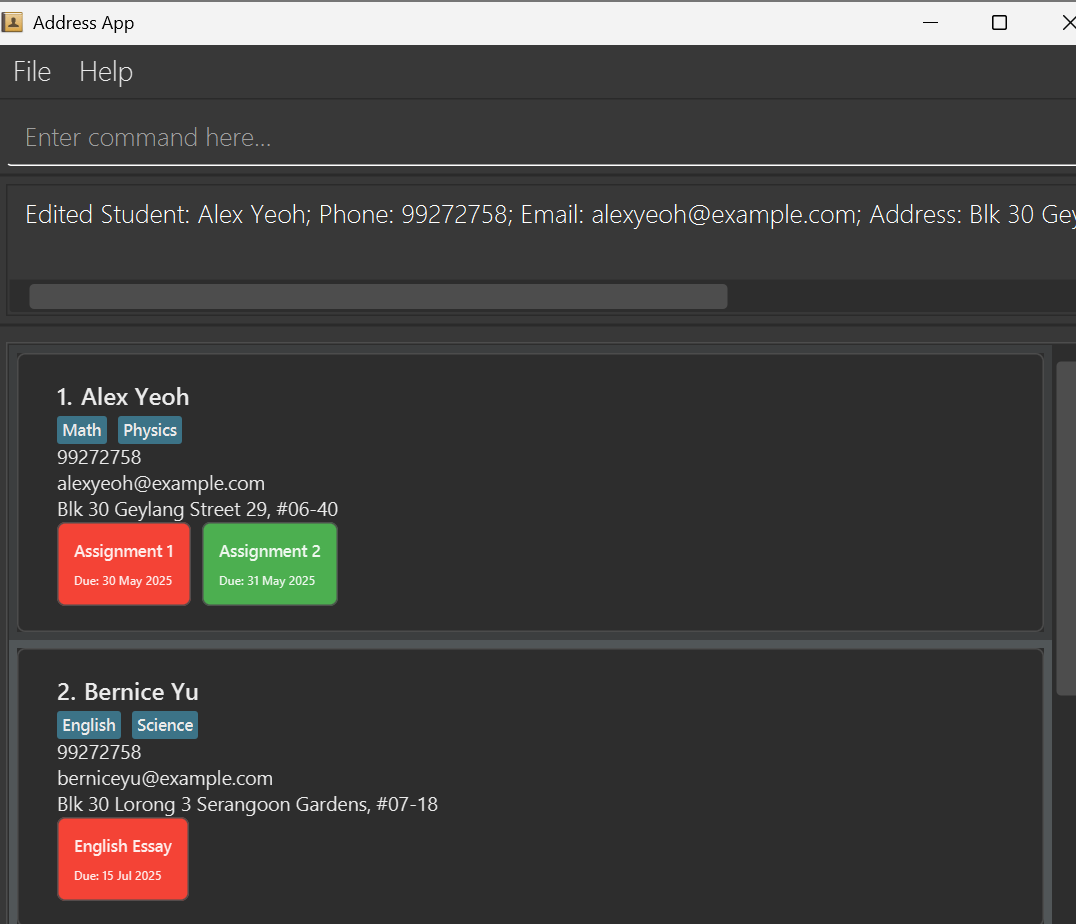 Address App
File Help
Enter command here...
Edited Student: Alex Yeoh; Phone: 99272758; Email: alexyeoh@example.com; Address: Blk 30
1. Alex Yeoh
Math Physics
99272758
alexyeoh@example.com
Blk 30 Geylang Street 29, #06-40
Assignment 1 Assignment 2
Due: 30 May 2025 Due: 31 May 2025
2. Bernice Yu
English Science
99272758
berniceyu@example.com
Blk 30 Lorong 3 Serangoon Gardens, #07-18
English Essay
Due: 15 Jul 2025